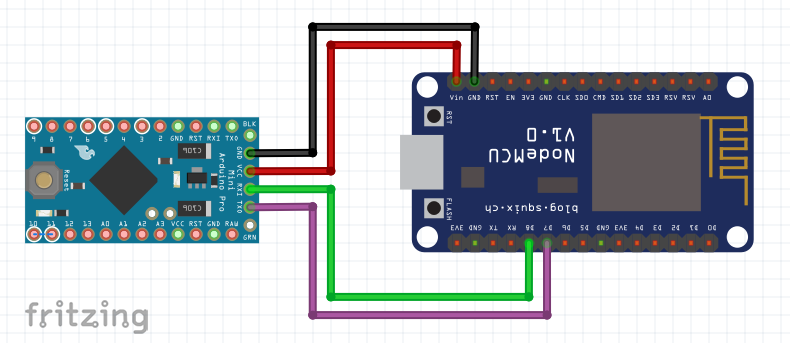 BLK
9 8 7 6 5 4 3 2 GND RST RXI TXO
GND
VCC
RXI
TXO
GRN
Arduino Pro
Mini
Reset
10 11 12 13 A0 A1 A2 A3 VCC RST GND RAW
Vin GND RST EN 3V3 GND CLK SD0 CMD SD1 SD2 SD3 RSV RSV A0
RST
NodeMCU
V1.0
FLASH
blog.squix.ch
3V3 GND TX RX D8 D7 D6 D5 GND 3V3 D4 D3 D2 D1 D0
fritzing